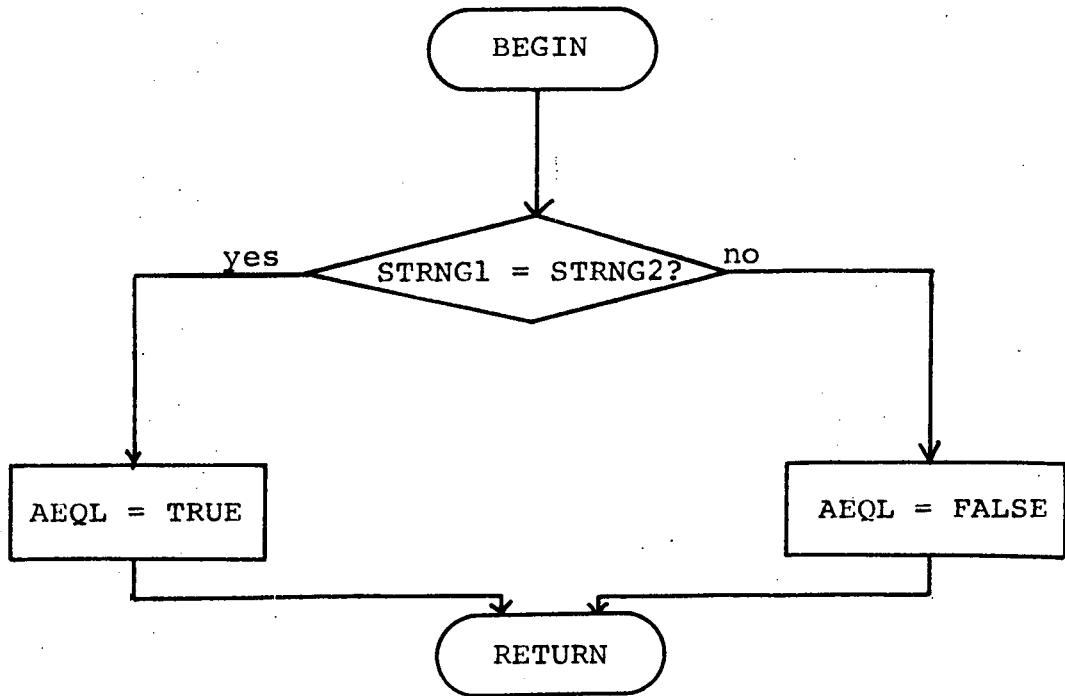 BEGIN
yes
STRNG1 = STRNG2?
no
AEQL = TRUE
AEQL = FALSE
RETURN